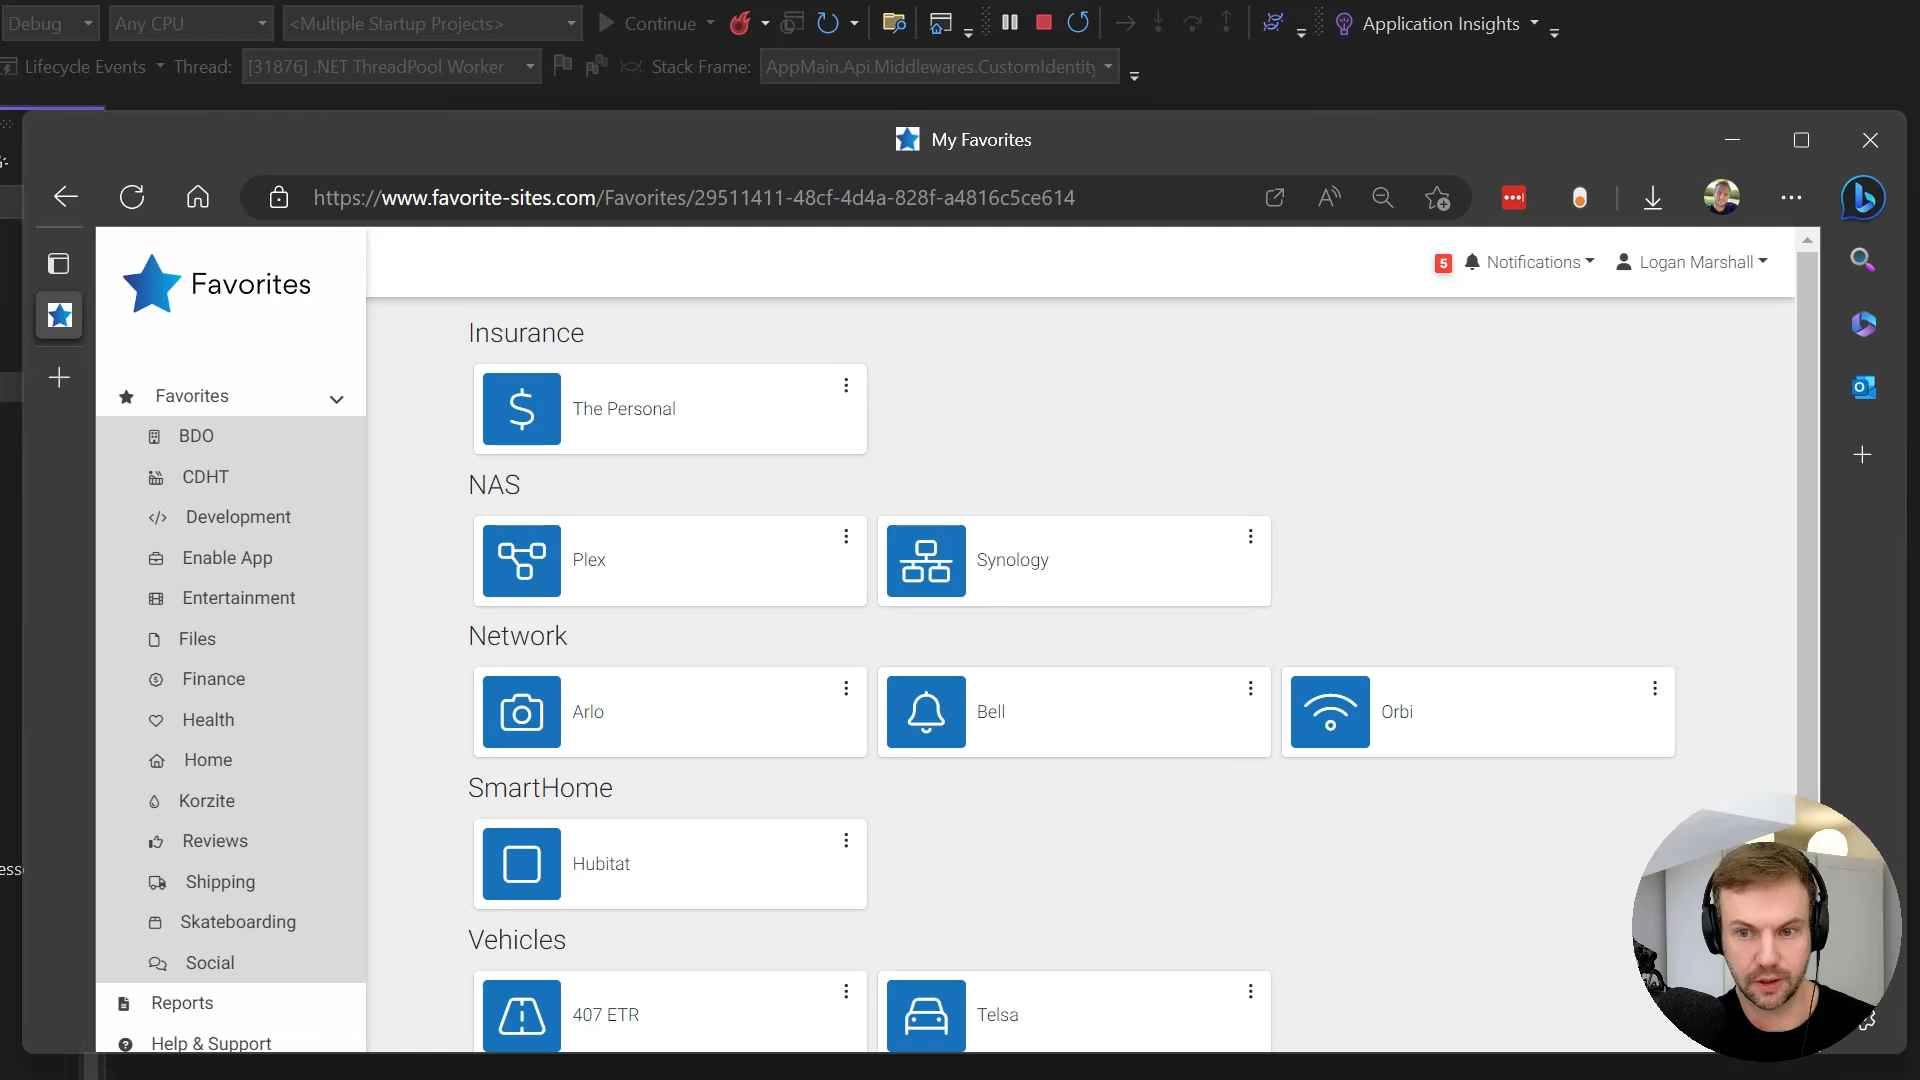 Debug Any CPU <Multiple Startup Projects> Continue Application Insights
Lifecycle Events Thread: [31876] .NET ThreadPool Worker Stack Frame: AppMain.Api.Middlewares.CustomIdentity
My Favorites
https://www.favorite-sites.com/Favorites/29511411-48cf-4d4a-828f-a4816c5ce614
Favorites
5 Notifications Logan Marshall
Favorites
BDO
CDHT
Development
Enable App
Entertainment
Files
Finance
Health
Home
Korzite
Reviews
Shipping
Skateboarding
Social
Reports
Help & Support
Insurance
The Personal
NAS
Plex
Synology
Network
Arlo
Bell
Orbi
SmartHome
Hubitat
Vehicles
407 ETR
Telsa